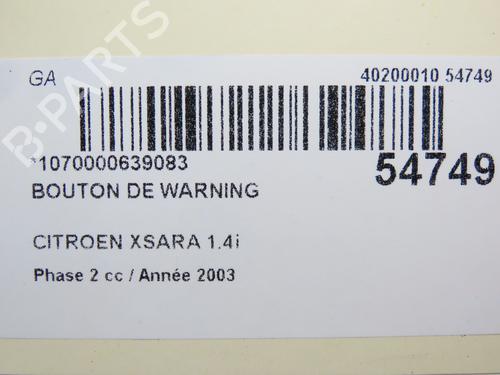 GA
40200010 54749
*1070000639083
54749
BOUTON DE WARNING
CITROEN XSARA 1.4i
Phase 2 cc / Année 2003
B-PARTS